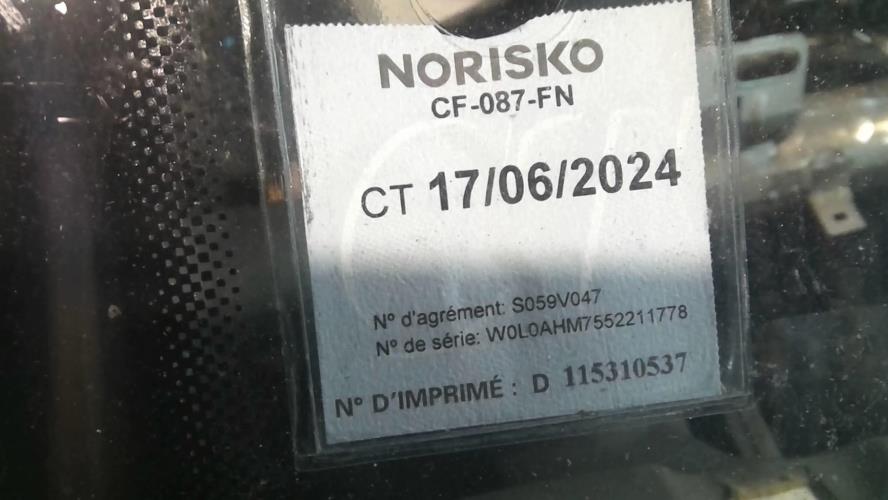 NORISKO
CF-087-FN
CT 17/06/2024
N° d'agrément: S059V047
N° de série: W0L0AHM7552211778
N° D'IMPRIMÉ : D 115310537